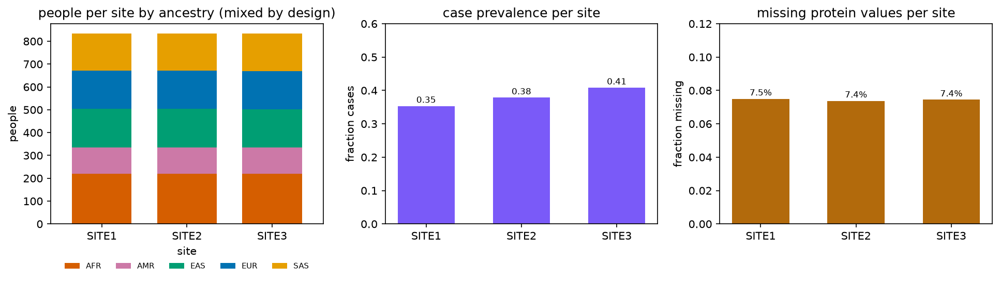 people per site by ancestry (mixed by design)
people
800
700
600
500
400
300
200
100
0
SITE1 SITE2 SITE3
site
AFR AMR EAS EUR SAS
case prevalence per site
fraction cases
0.6
0.5
0.4
0.3
0.2
0.1
0.0
0.35
0.38
0.41
SITE1 SITE2 SITE3
missing protein values per site
fraction missing
0.12
0.10
0.08
0.06
0.04
0.02
0.00
7.5%
7.4%
7.4%
SITE1 SITE2 SITE3